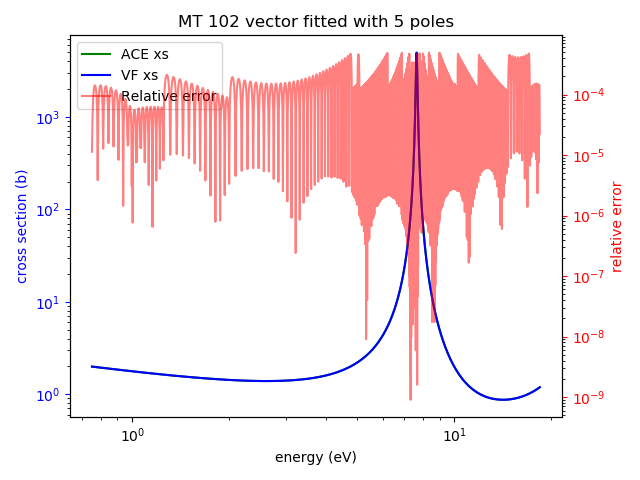 MT 102 vector fitted with 5 poles
ACE xs
VF xs
Relative error
cross section (b)
10³
10²
10¹
10⁰
10⁻⁴
10⁻⁵
10⁻⁶
10⁻⁷
10⁻⁸
10⁻⁹
relative error
10⁰ 10¹
energy (eV)